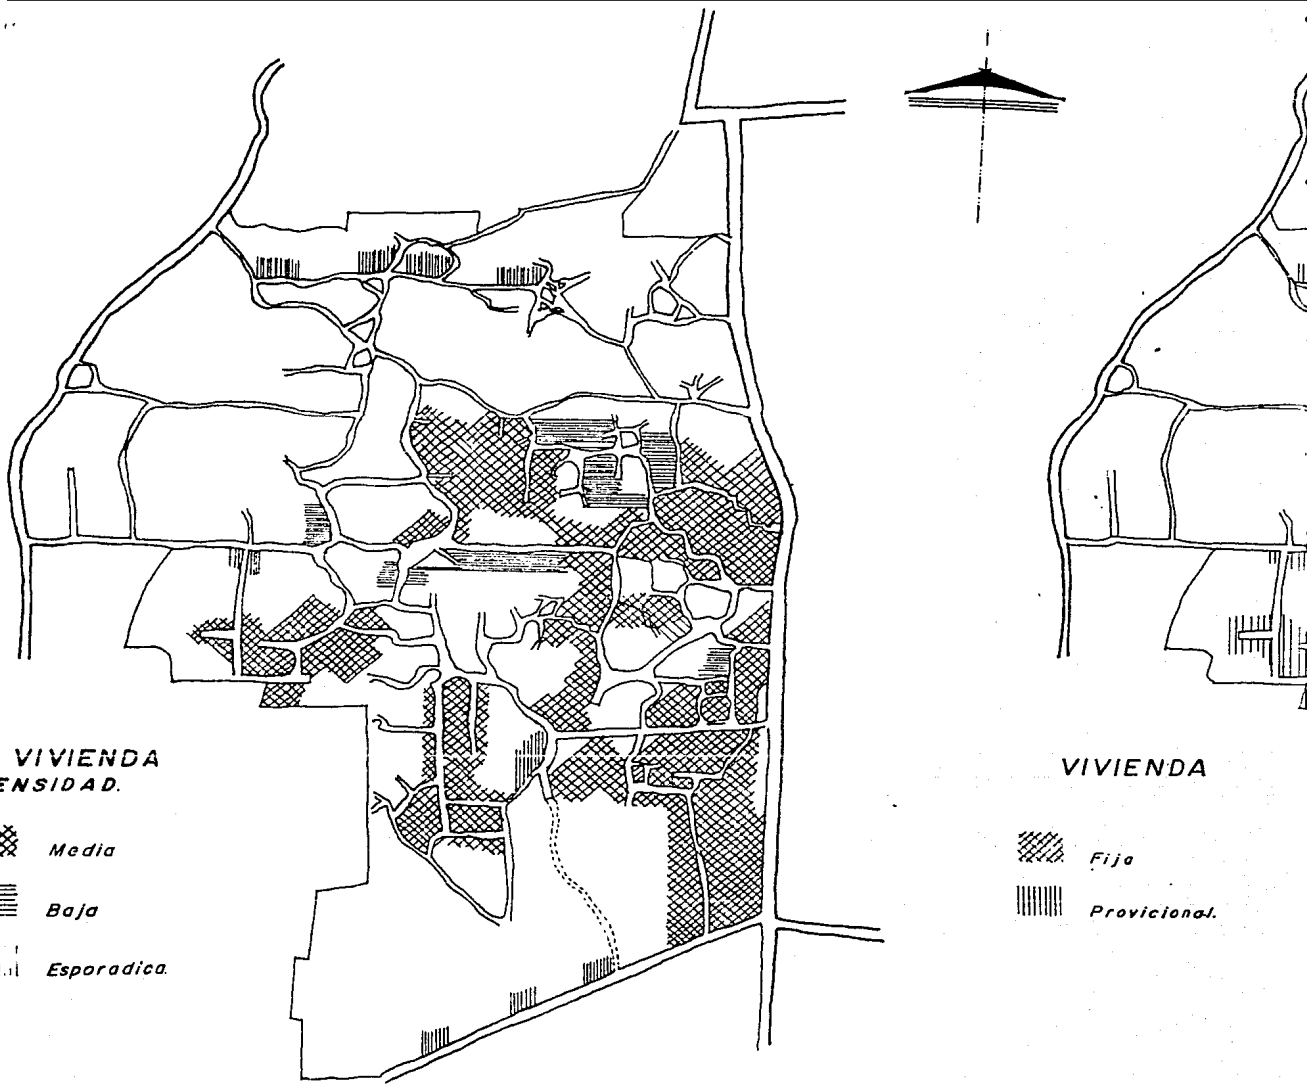 VIVIENDA
ENSIDAD.
Media
Baja
Esporadica.
VIVIENDA
Fija
Provicional.